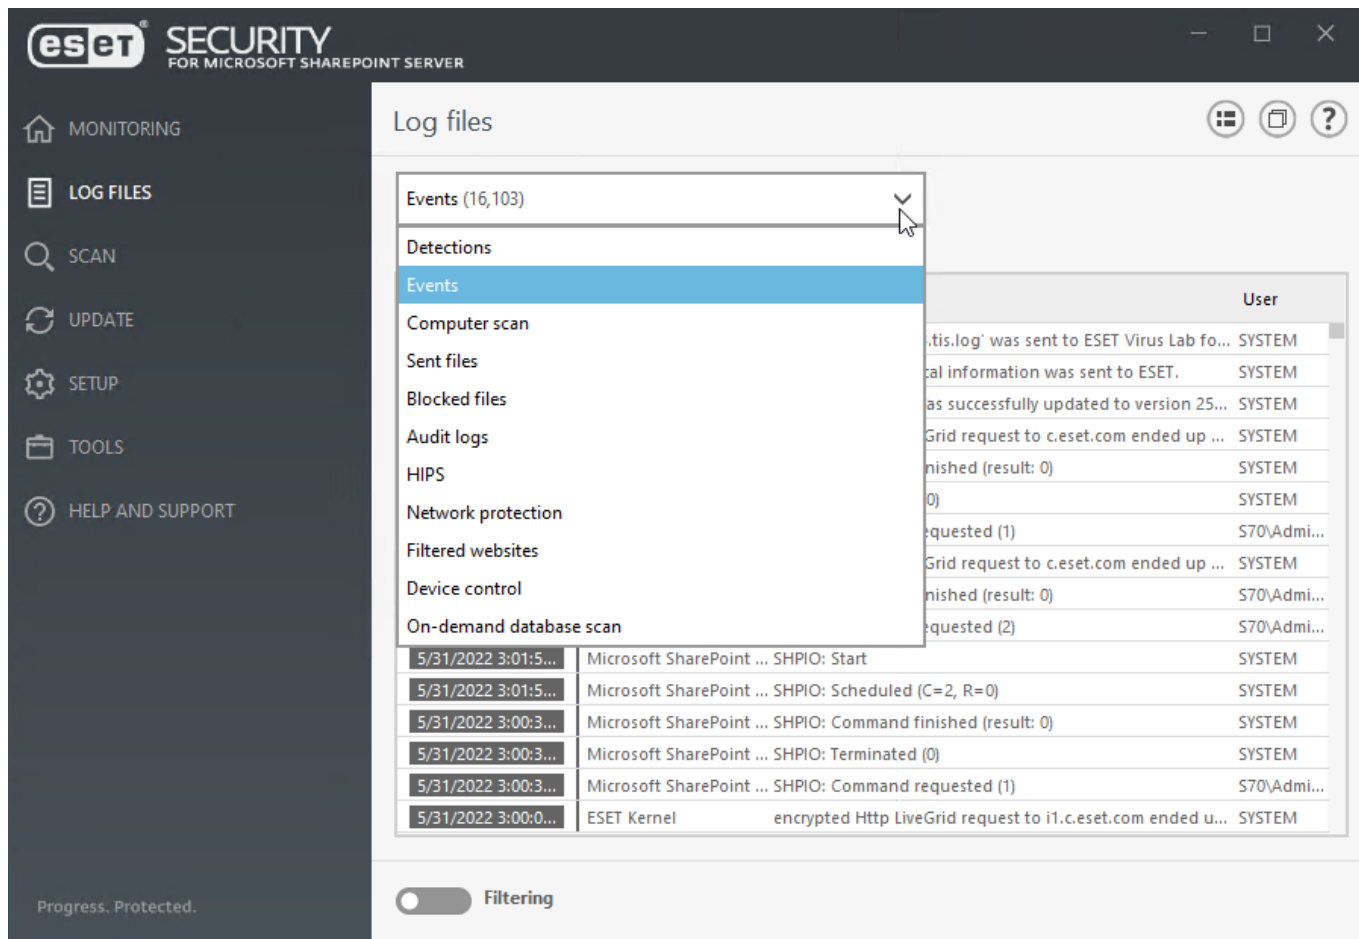 eset SECURITY
FOR MICROSOFT SHAREPOINT SERVER
MONITORING
LOG FILES
SCAN
UPDATE
SETUP
TOOLS
HELP AND SUPPORT
Progress. Protected.
Log files
?
Events (16,103)
Detections
Events
Computer scan
Sent files
Blocked files
Audit logs
HIPS
Network protection
Filtered websites
Device control
On-demand database scan
User
.tis.log' was sent to ESET Virus Lab fo... SYSTEM
cal information was sent to ESET. SYSTEM
as successfully updated to version 25... SYSTEM
Grid request to c.eset.com ended up ... SYSTEM
nished (result: 0) SYSTEM
0) SYSTEM
equested (1) S70\Admi...
Grid request to c.eset.com ended up ... SYSTEM
nished (result: 0) S70\Admi...
equested (2) S70\Admi...
5/31/2022 3:01:5... Microsoft SharePoint ... SHPIO: Start SYSTEM
5/31/2022 3:01:5... Microsoft SharePoint ... SHPIO: Scheduled (C=2, R=0) SYSTEM
5/31/2022 3:00:3... Microsoft SharePoint ... SHPIO: Command finished (result: 0) SYSTEM
5/31/2022 3:00:3... Microsoft SharePoint ... SHPIO: Terminated (0) SYSTEM
5/31/2022 3:00:3... Microsoft SharePoint ... SHPIO: Command requested (1) S70\Admi...
5/31/2022 3:00:0... ESET Kernel encrypted Http LiveGrid request to i1.c.eset.com ended u... SYSTEM
Filtering